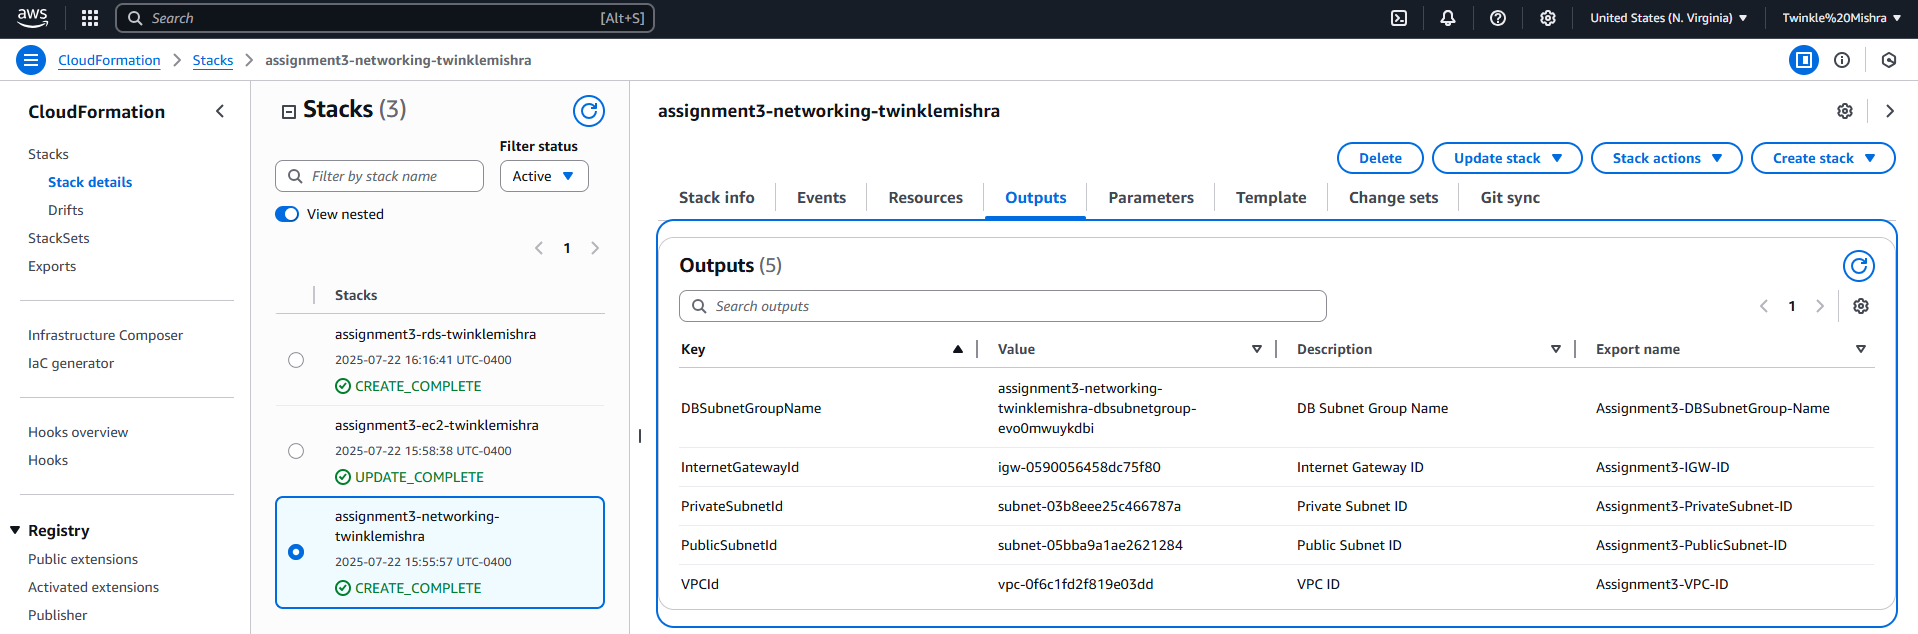 aws
Search
[Alt+S]
United States (N. Virginia)
Twinkle%20Mishra
CloudFormation
Stacks
assignment3-networking-twinklemishra
CloudFormation
Stacks
Stack details
Drifts
StackSets
Exports
Infrastructure Composer
IaC generator
Hooks overview
Hooks
Registry
Public extensions
Activated extensions
Publisher
Stacks (3)
Filter status
Filter by stack name
Active
View nested
1
Stacks
assignment3-rds-twinklemishra
2025-07-22 16:16:41 UTC-0400
CREATE_COMPLETE
assignment3-ec2-twinklemishra
2025-07-22 15:58:38 UTC-0400
UPDATE_COMPLETE
assignment3-networking-
twinklemishra
2025-07-22 15:55:57 UTC-0400
CREATE_COMPLETE
assignment3-networking-twinklemishra
Delete
Update stack
Stack actions
Create stack
Stack info
Events
Resources
Outputs
Parameters
Template
Change sets
Git sync
Outputs (5)
Search outputs
1
Key Value Description Export name
DBSubnetGroupName
assignment3-networking-
twinklemishra-dbsubnetgroup-
evo0mwuykdbi
DB Subnet Group Name
Assignment3-DBSubnetGroup-Name
InternetGatewayId igw-0590056458dc75f80 Internet Gateway ID Assignment3-IGW-ID
PrivateSubnetId subnet-03b8eee25c466787a Private Subnet ID Assignment3-PrivateSubnet-ID
PublicSubnetId subnet-05bba9a1ae2621284 Public Subnet ID Assignment3-PublicSubnet-ID
VPCId vpc-0f6c1fd2f819e03dd VPC ID Assignment3-VPC-ID